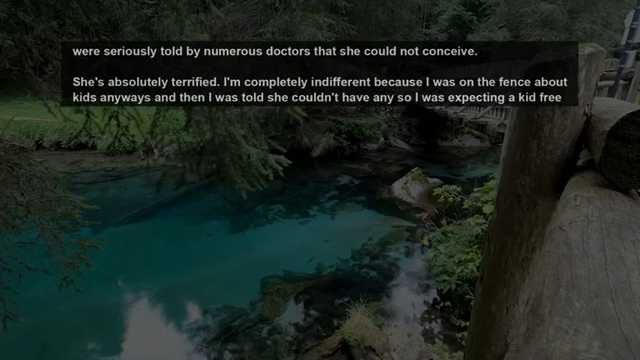 were seriously told by numerous doctors that she could not conceive.
She's absolutely terrified. I'm completely indifferent because I was on the fence about
kids anyways and then I was told she couldn't have any so I was expecting a kid free